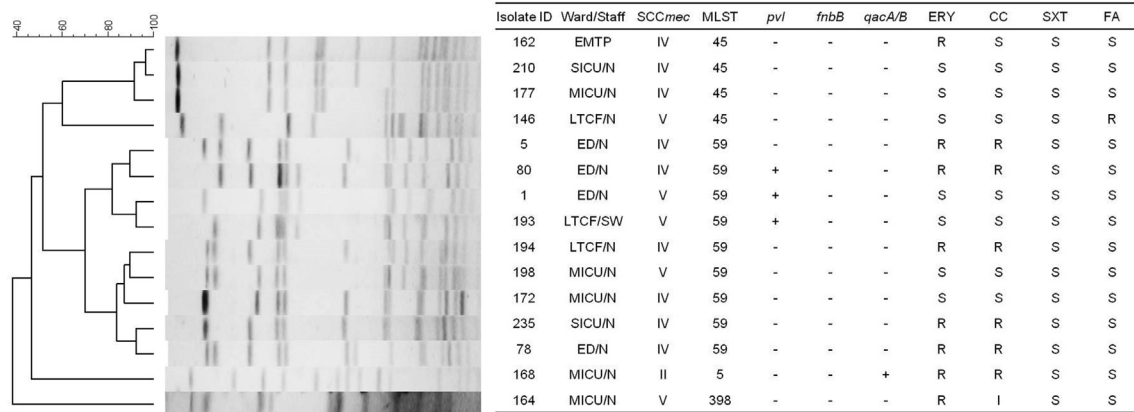 40 60 80 100
Isolate ID Ward/Staff SCCmec MLST pvl fnbB qacA/B ERY CC SXT FA
162 EMTP IV 45 - - - R S S S
210 SICU/N IV 45 - - - S S S S
177 MICU/N IV 45 - - - S S S S
146 LTCF/N V 45 - - - S S S R
5 ED/N IV 59 - - - R R S S
80 ED/N IV 59 + - - R R S S
1 ED/N V 59 + - - S S S S
193 LTCF/SW V 59 + - - S S S S
194 LTCF/N IV 59 - - - R R S S
198 MICU/N V 59 - - - S S S S
172 MICU/N IV 59 - - - S S S S
235 SICU/N IV 59 - - - R R S S
78 ED/N IV 59 - - - R R S S
168 MICU/N II 5 - - + R R S S
164 MICU/N V 398 - - - R I S S